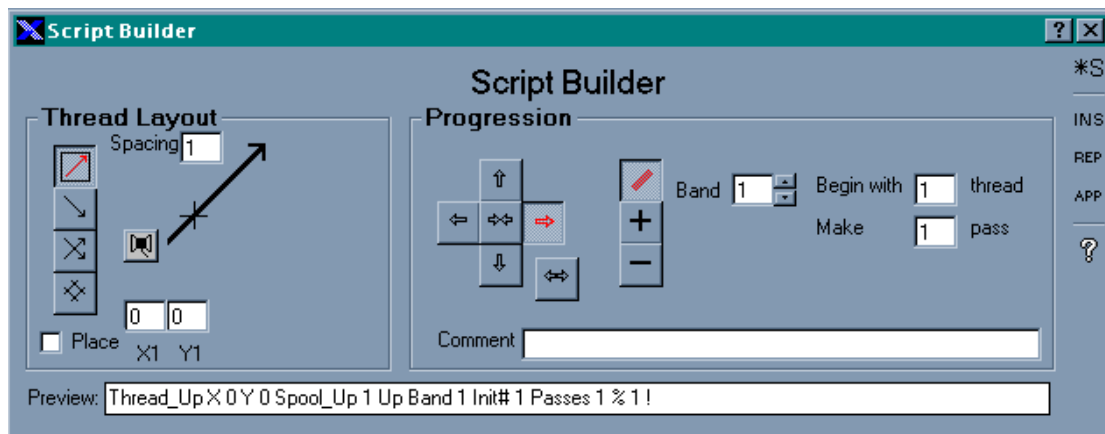 Script Builder
? X
Script Builder
*S
Thread Layout
Spacing 1
Progression
INS
REP
APP
?
Band 1
Begin with 1 thread
Make 1 pass
+
−
0 0
Place X1 Y1
Comment
Preview: Thread_Up X 0 Y 0 Spool_Up 1 Up Band 1 Init# 1 Passes 1 % 1 !